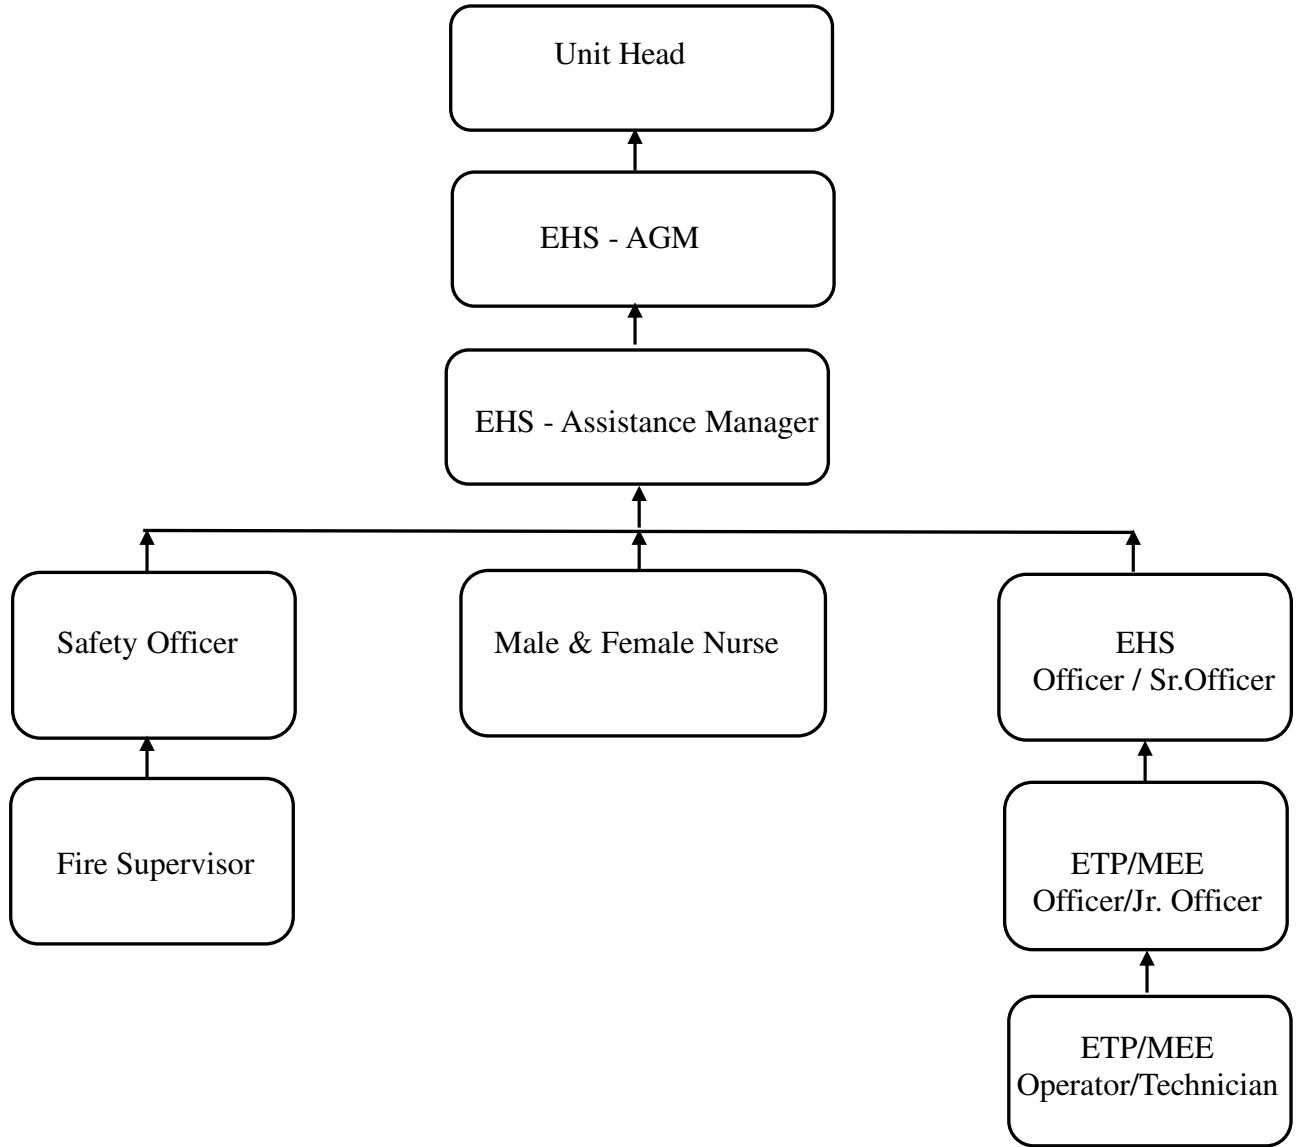 Unit Head
EHS - AGM
EHS - Assistance Manager
Safety Officer
Male & Female Nurse
EHS
Officer / Sr.Officer
Fire Supervisor
ETP/MEE
Officer/Jr. Officer
ETP/MEE
Operator/Technician